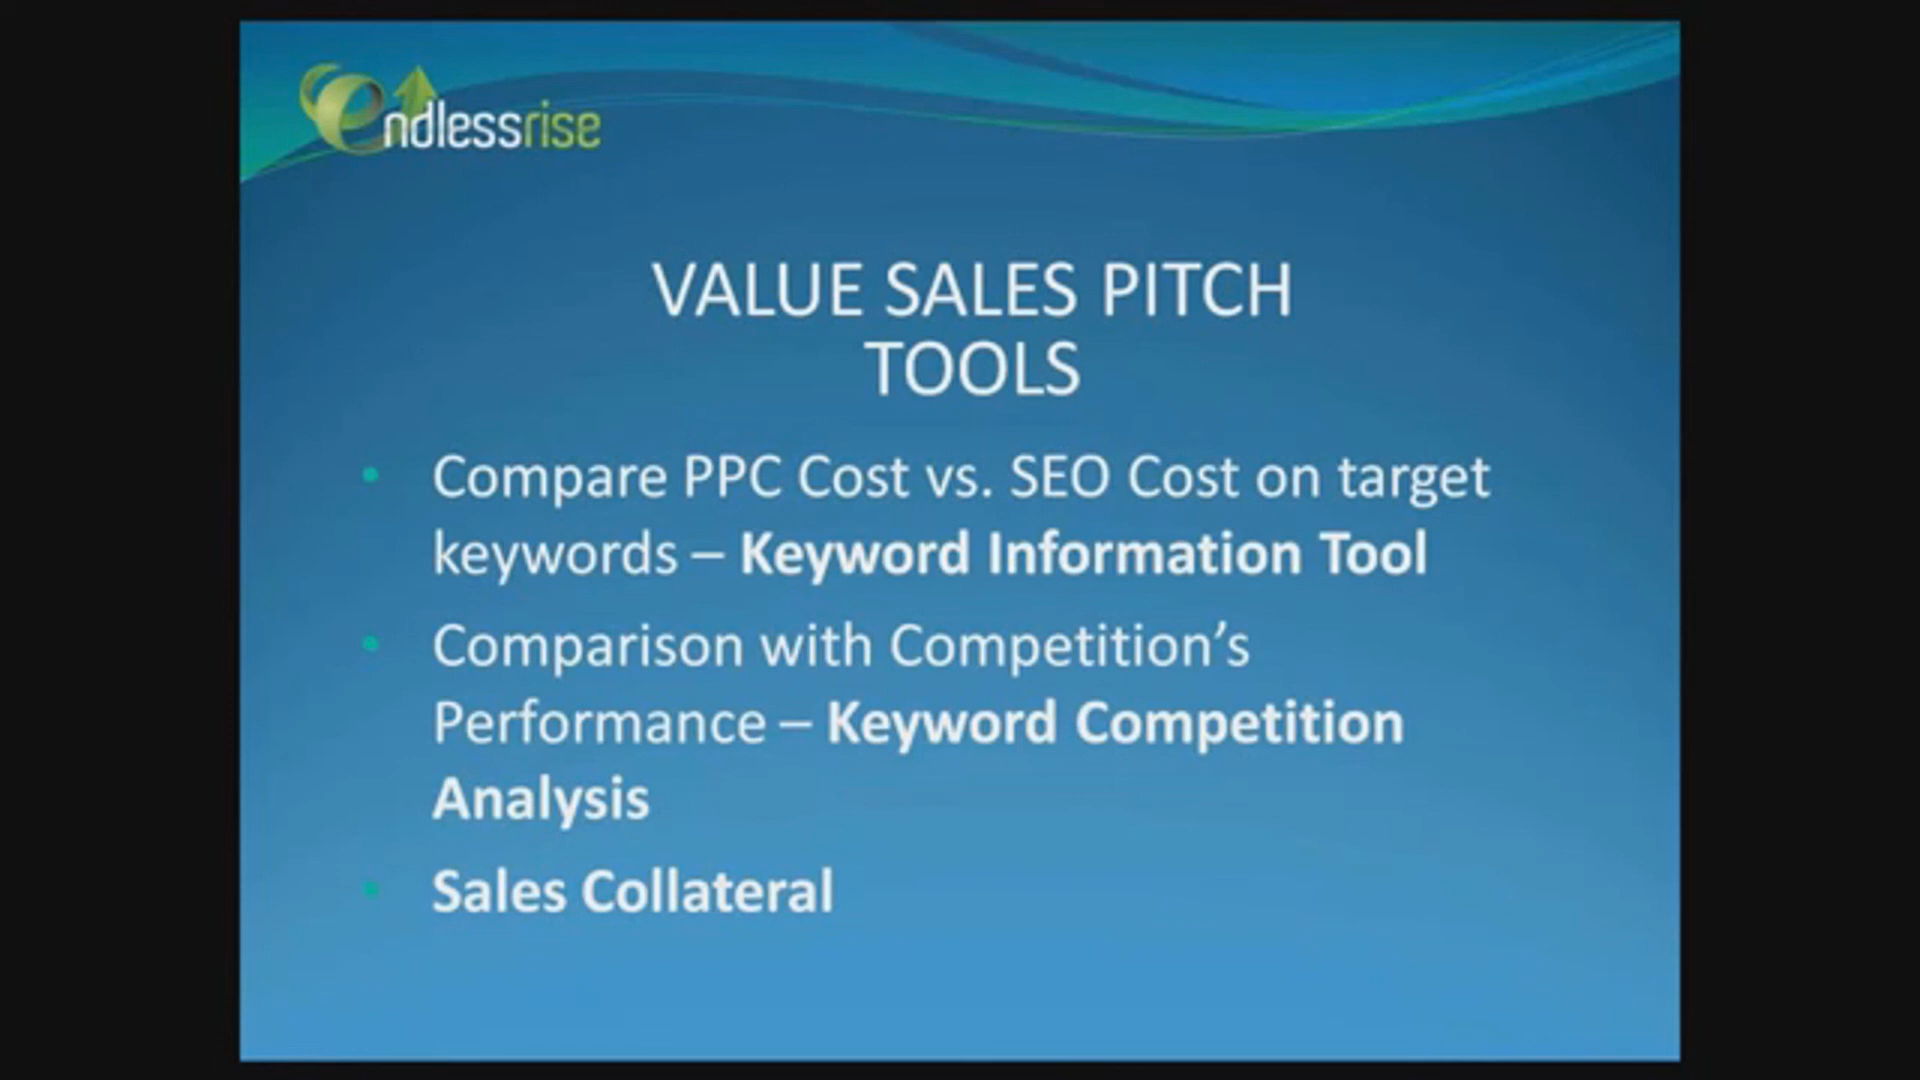 endlessrise
VALUE SALES PITCH
TOOLS
• Compare PPC Cost vs. SEO Cost on target
keywords – Keyword Information Tool
• Comparison with Competition’s
Performance – Keyword Competition
Analysis
• Sales Collateral